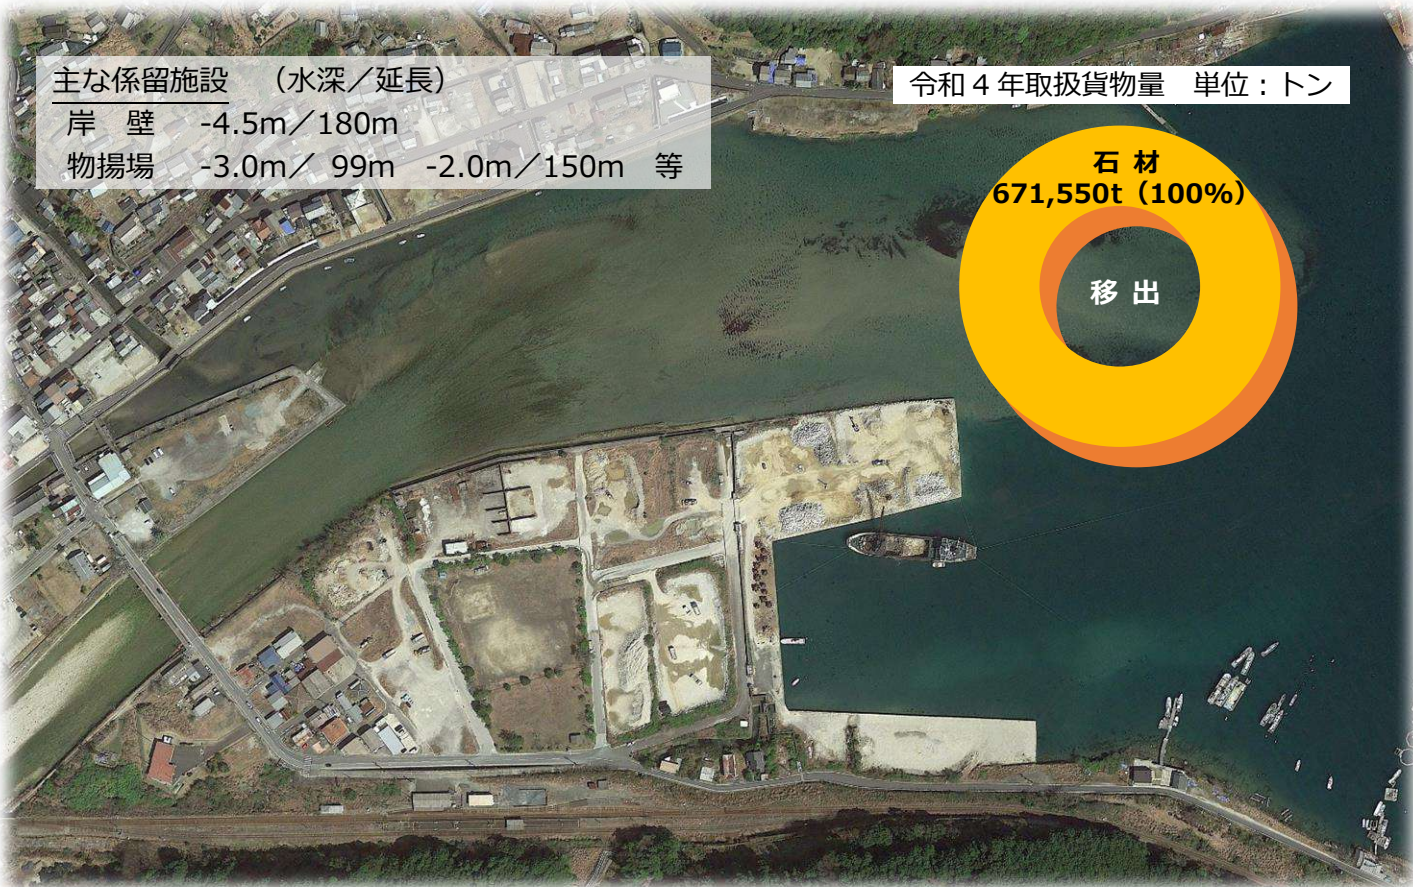 主な係留施設　（水深／延長）
岸　壁　-4.5m／180m
物揚場　-3.0m／ 99m　-2.0m／150m　等
令和４年取扱貨物量　単位：トン
石 材
671,550t（100%）
移 出